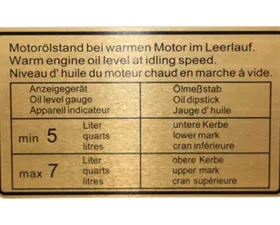 Motorölstand bei warmen Motor im Leerlauf.
Warm engine oil level at idling speed.
Niveau d' huile du moteur chaud en marche à vide.
Anzeigegerät
Oil level gauge
Appareil indicateur
Ölmeßstab
Oil dipstick
Jauge d' huile
min 5
Liter
quarts
litres
untere Kerbe
lower mark
cran inférieure
max 7
Liter
quarts
litres
obere Kerbe
upper mark
cran supérieure